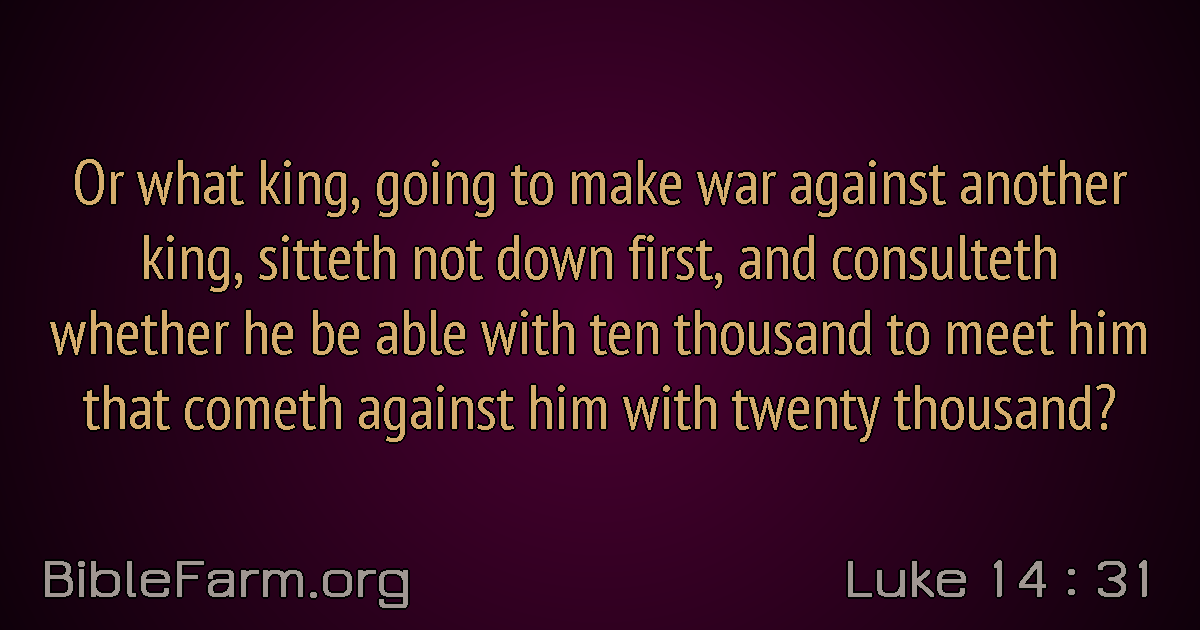 Or what king, going to make war against another
king, sitteth not down first, and consulteth
whether he be able with ten thousand to meet him
that cometh against him with twenty thousand?
BibleFarm.org
Luke 14 : 31